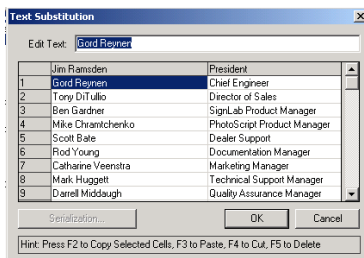 Text Substitution
Edit Text: Gord Reynen
Jim Ramsden President
1 Gord Reynen Chief Engineer
2 Tony DiTullio Director of Sales
3 Ben Gardner SignLab Product Manager
4 Mike Chramtchenko PhotoScript Product Manager
5 Scott Bate Dealer Support
6 Rod Young Documentation Manager
7 Catharine Veenstra Marketing Manager
8 Mark Huggett Technical Support Manager
9 Darrell Middaugh Quality Assurance Manager
Serialization... OK Cancel
Hint: Press F2 to Copy Selected Cells, F3 to Paste, F4 to Cut, F5 to Delete